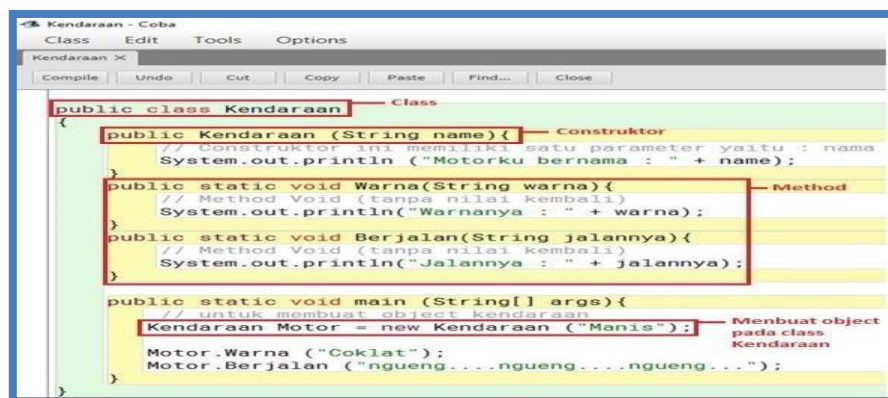 Kendaraan - Coba
Class Edit Tools Options
Kendaraan ×
Compile Undo Cut Copy Paste Find... Close
public class Kendaraan Class
{
public Kendaraan (String name){ Construktor
// Construktor ini memiliki satu parameter yaitu : nama
System.out.println ("Motorku bernama : " + name);
}
public static void Warna(String warna){ Method
// Method Void (tanpa nilai kembali)
System.out.println("Warnanya : " + warna);
}
public static void Berjalan(String jalannya){
// Method Void (tanpa nilai kembali)
System.out.println("Jalannya : " + jalannya);
}
public static void main (String[] args){
// untuk membuat object kendaraan
Kendaraan Motor = new Kendaraan ("Manis"); Menbuat object
pada class
Kendaraan
Motor.Warna ("Coklat");
Motor.Berjalan ("ngueng....ngueng....ngueng...");
}
}